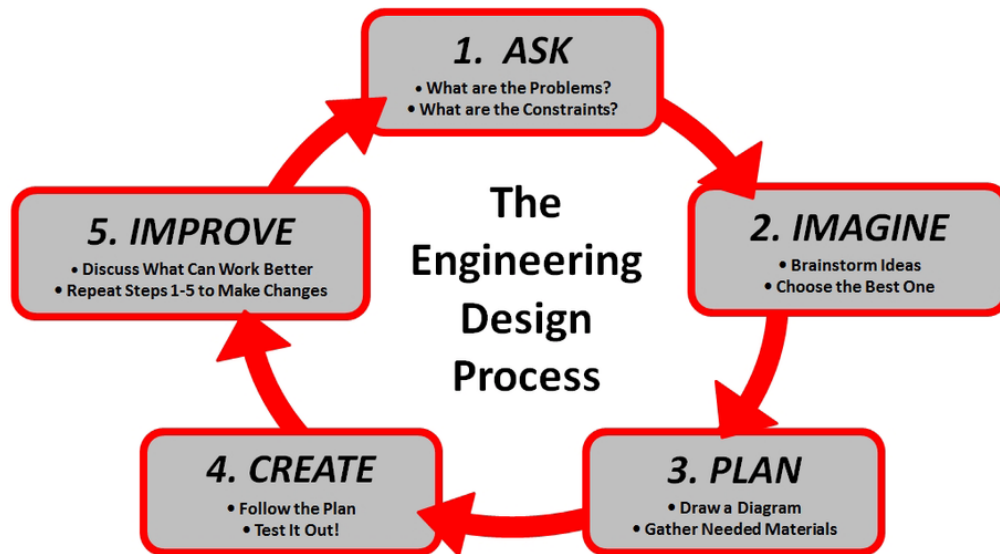 1. ASK
• What are the Problems?
• What are the Constraints?
The
Engineering
Design
Process
2. IMAGINE
• Brainstorm Ideas
• Choose the Best One
3. PLAN
• Draw a Diagram
• Gather Needed Materials
4. CREATE
• Follow the Plan
• Test It Out!
5. IMPROVE
• Discuss What Can Work Better
• Repeat Steps 1-5 to Make Changes